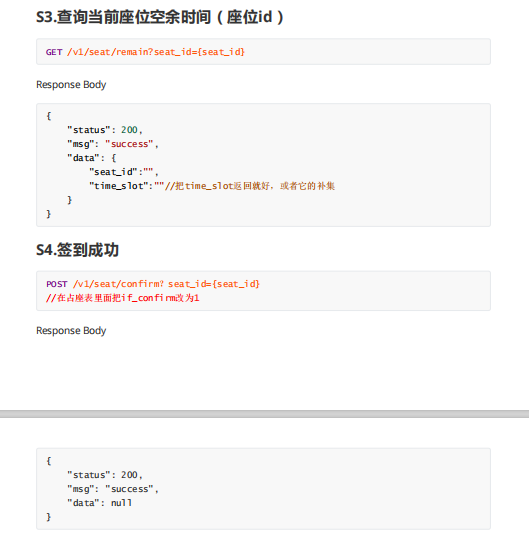 S3.查询当前座位空余时间（座位id）
GET /v1/seat/remain?seat_id={seat_id}
Response Body
{
    "status": 200,
    "msg": "success",
    "data": {
        "seat_id":"",
        "time_slot":""//把time_slot返回就好，或者它的补集
    }
}
S4.签到成功
POST /v1/seat/confirm? seat_id={seat_id}
//在占座表里面把if_confirm改为1
Response Body
{
    "status": 200,
    "msg": "success",
    "data": null
}